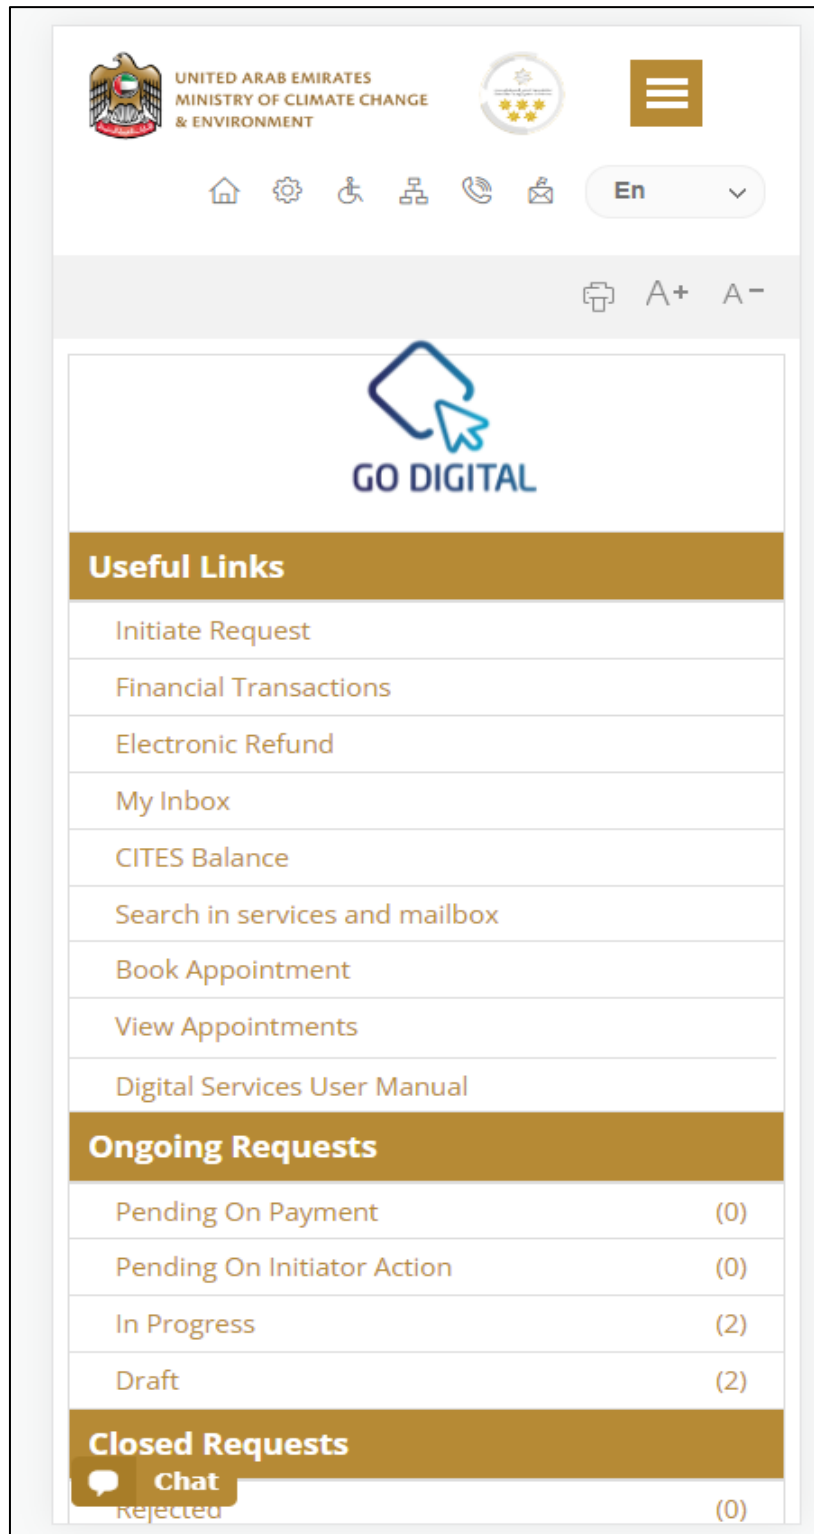 UNITED ARAB EMIRATES
MINISTRY OF CLIMATE CHANGE
& ENVIRONMENT
En
A+ A-
GO DIGITAL
Useful Links
Initiate Request
Financial Transactions
Electronic Refund
My Inbox
CITES Balance
Search in services and mailbox
Book Appointment
View Appointments
Digital Services User Manual
Ongoing Requests
Pending On Payment (0)
Pending On Initiator Action (0)
In Progress (2)
Draft (2)
Closed Requests
Chat
Rejected (0)